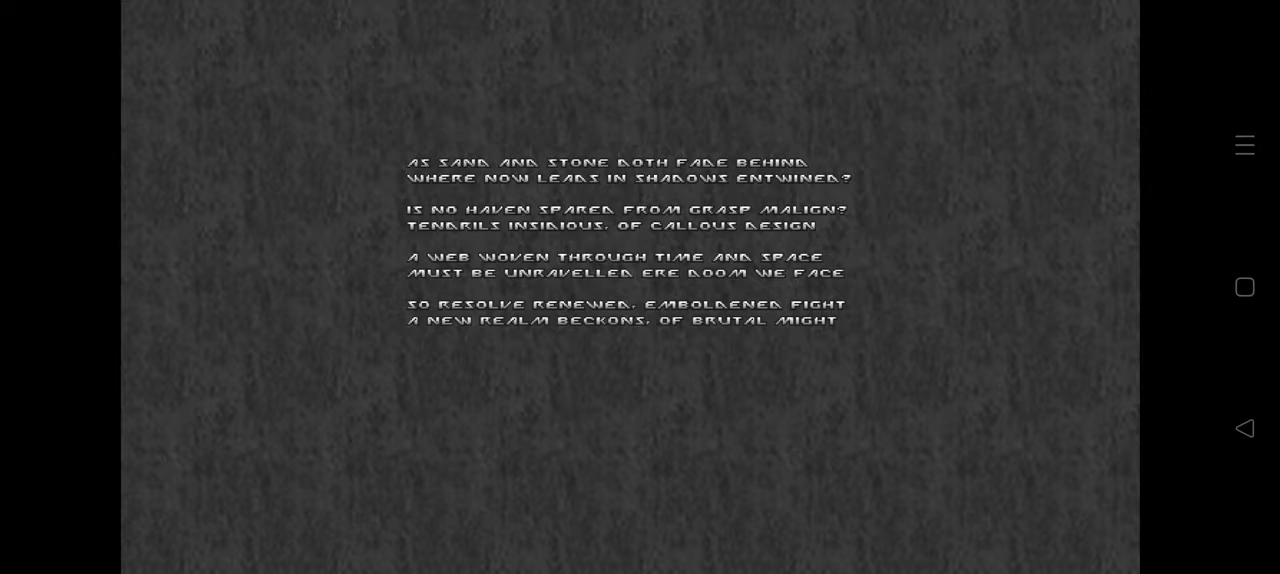 AS SAND AND STONE DOTH FADE BEHIND
WHERE NOW LEADS IN SHADOWS ENTWINED?
IS NO HAVEN SPARED FROM GRASP MALIGN?
TENDRILS INSIDIOUS, OF CALLOUS DESIGN
A WEB WOVEN THROUGH TIME AND SPACE
MUST BE UNRAVELLED ERE DOOM WE FACE
SO RESOLVE RENEWED, EMBOLDENED FIGHT
A NEW REALM BECKONS, OF BRUTAL MIGHT